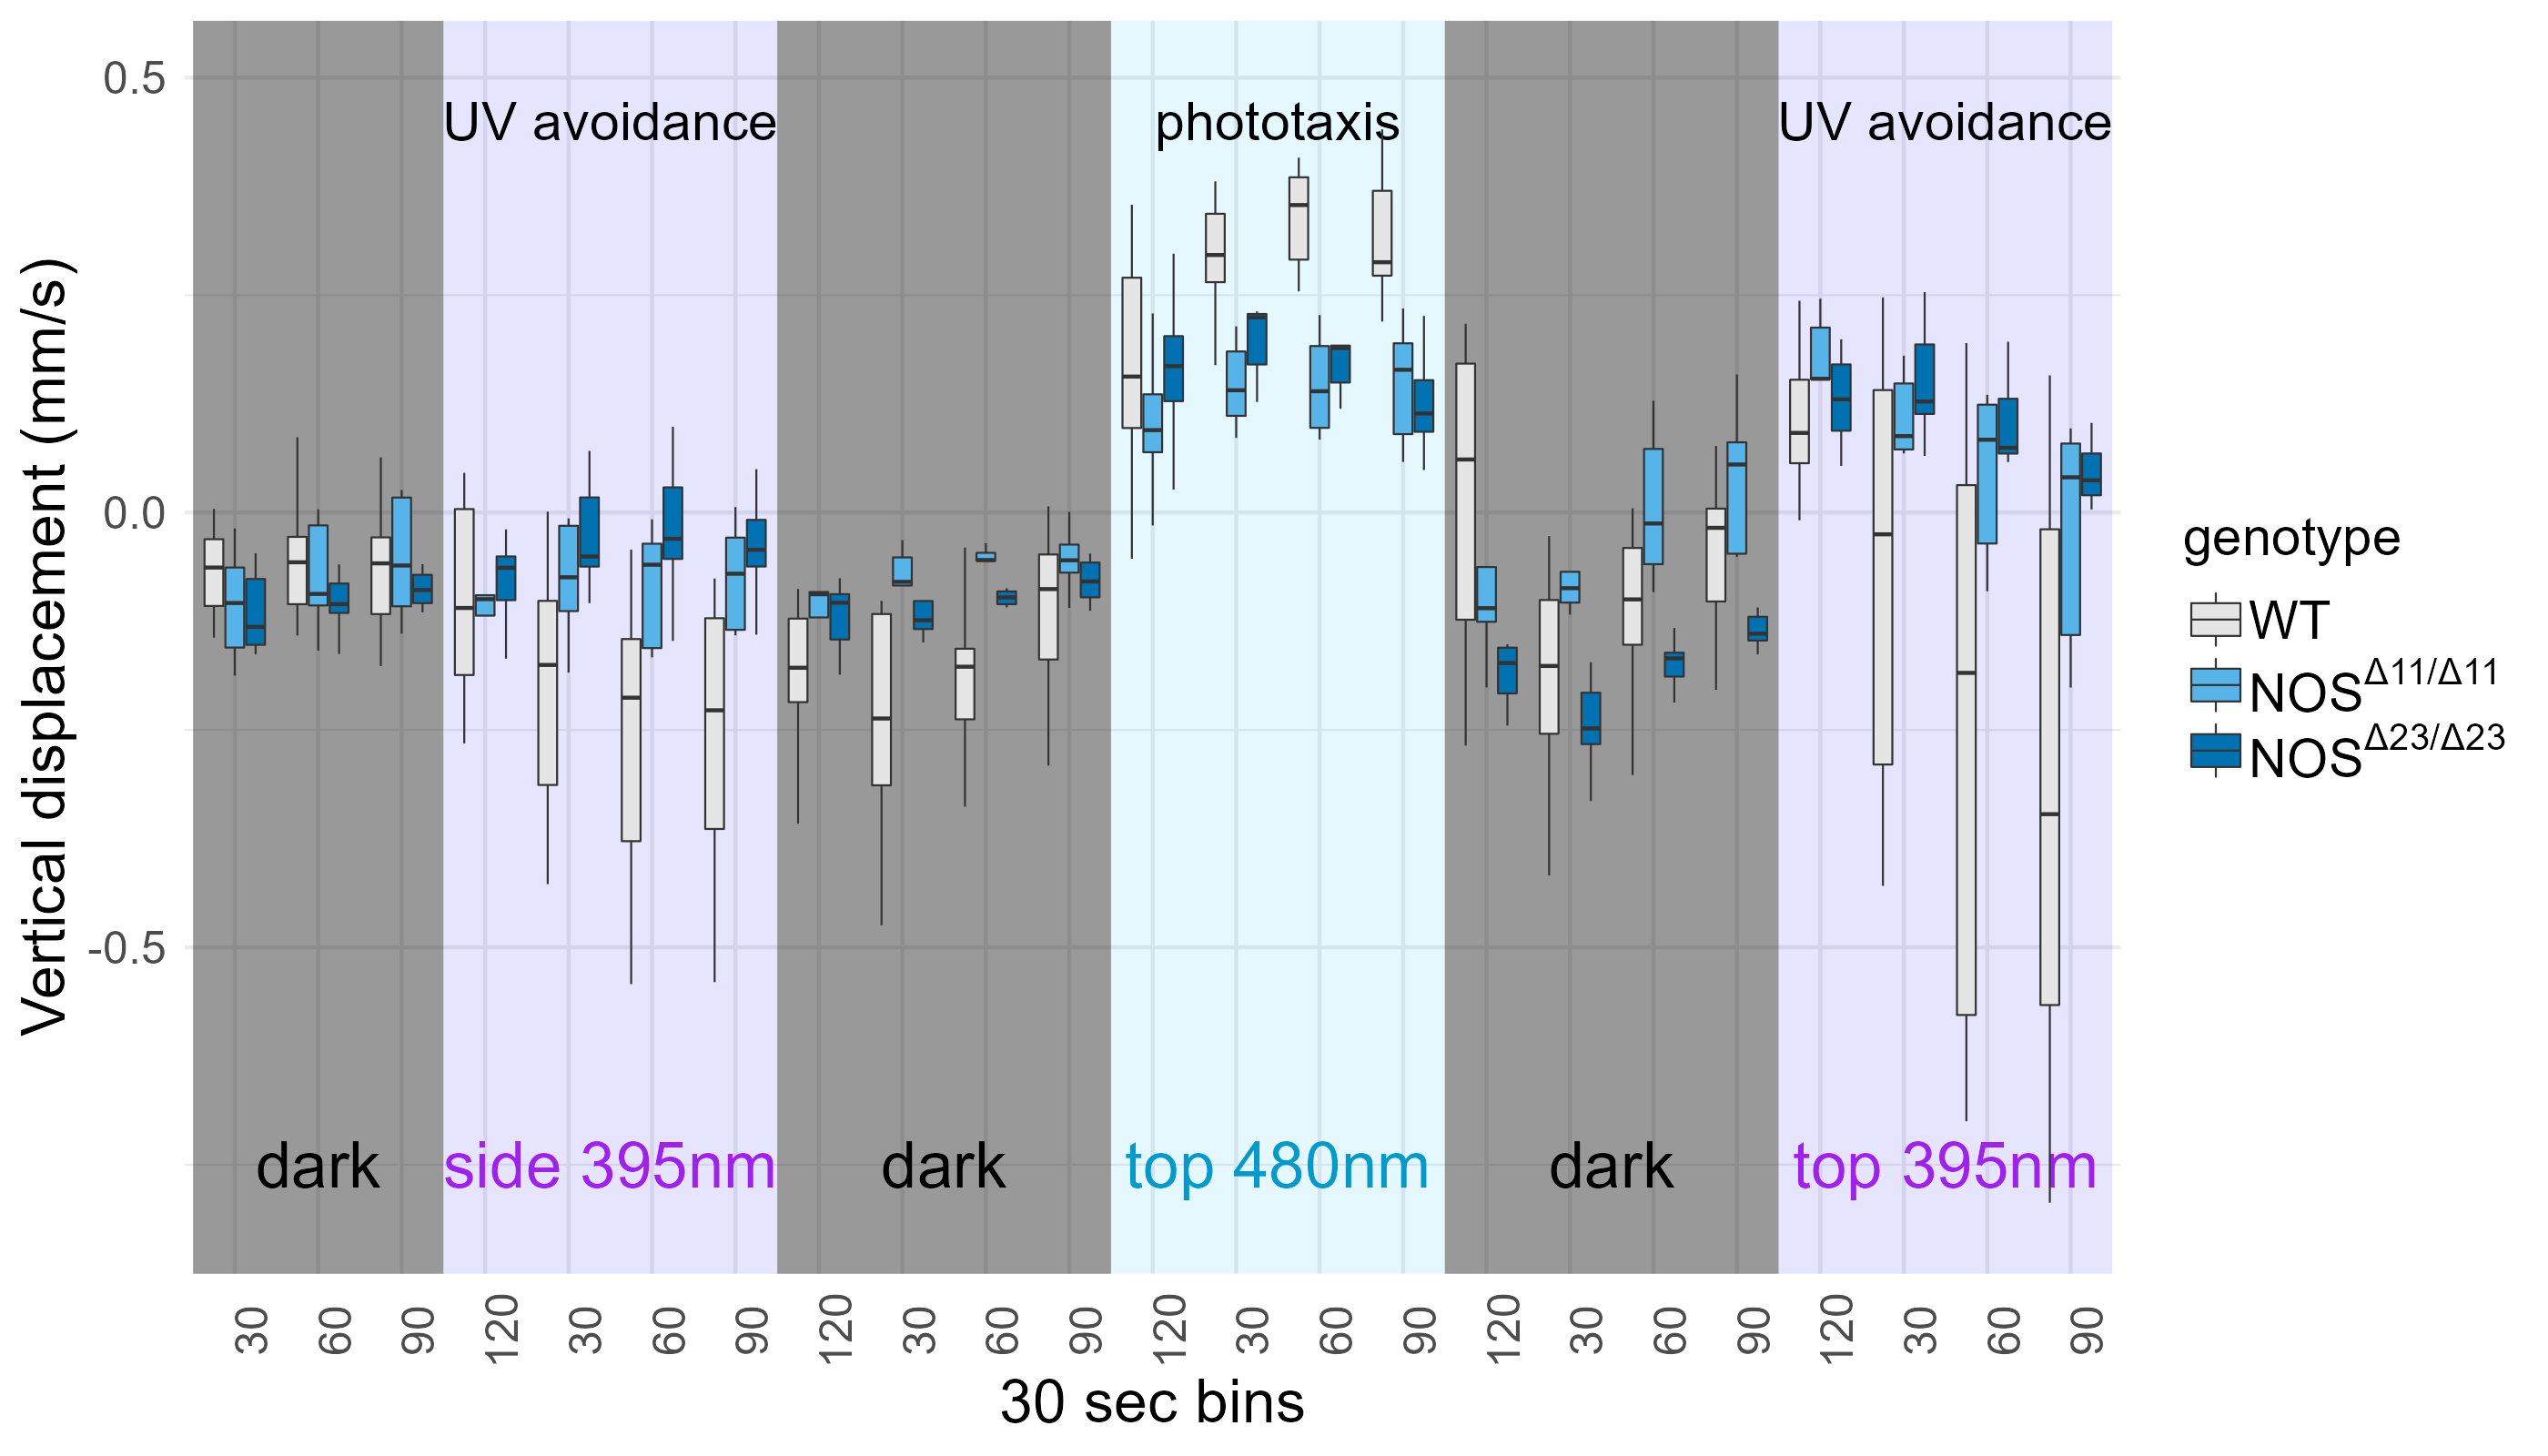 Vertical displacement (mm/s)
0.5
0.0
-0.5
UV avoidance
phototaxis
UV avoidance
dark
side 395nm
dark
top 480nm
dark
top 395nm
30
60
90
120
30
60
90
120
30
60
90
120
30
60
90
120
30
60
90
120
30
60
90
30 sec bins
genotype
WT
NOS^Δ11/Δ11
NOS^Δ23/Δ23